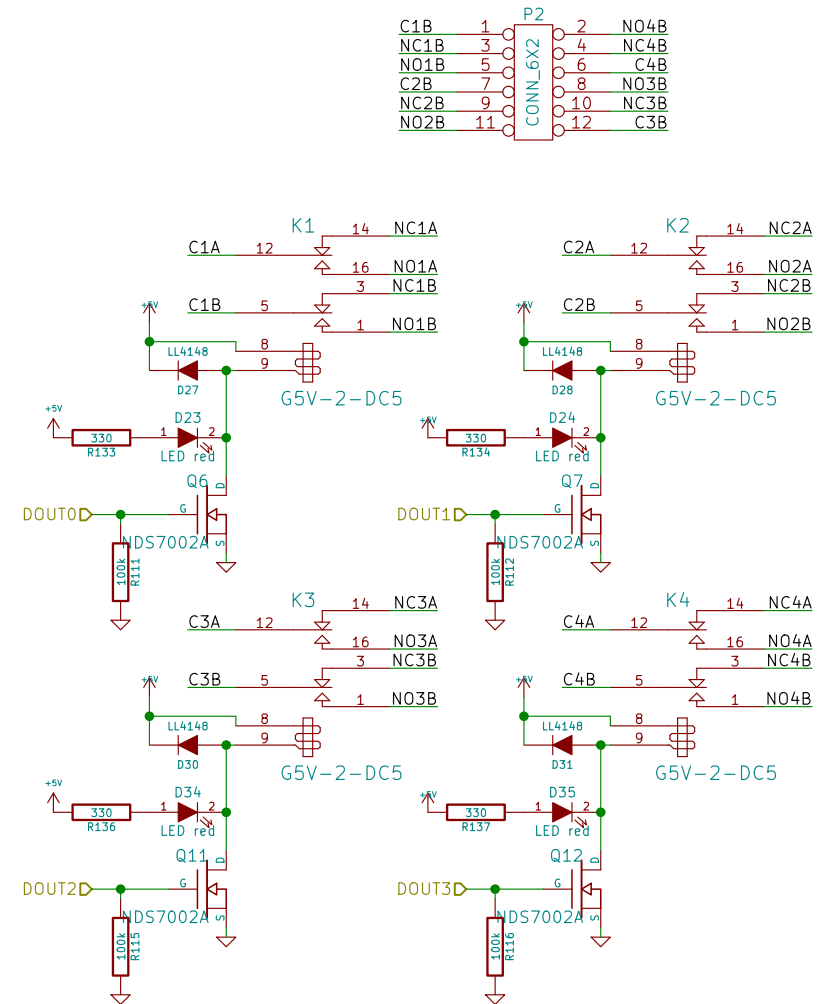 P2
C1B 1 2 NO4B
NC1B 3 4 NC4B
NO1B 5 6 C4B
C2B 7 8 NO3B
NC2B 9 10 NC3B
NO2B 11 12 C3B
CONN_6X2
K1 14 NC1A
C1A 12
16 NO1A
3 NC1B
C1B 5
1 NO1B
+5V
8
LL4148 9
D27
G5V-2-DC5
+5V
D23
330 1 2
R133
LED red
Q6 D
DOUT0 G
NDS7002A S
100k R111
K2 14 NC2A
C2A 12
16 NO2A
3 NC2B
C2B 5
1 NO2B
+5V
8
LL4148 9
D28
G5V-2-DC5
+5V
D24
330 1 2
R134
LED red
Q7 D
DOUT1 G
NDS7002A S
100k R112
K3 14 NC3A
C3A 12
16 NO3A
3 NC3B
C3B 5
1 NO3B
+5V
8
LL4148 9
D30
G5V-2-DC5
+5V
D34
330 1 2
R136
LED red
Q11 D
DOUT2 G
NDS7002A S
100k R115
K4 14 NC4A
C4A 12
16 NO4A
3 NC4B
C4B 5
1 NO4B
+5V
8
LL4148 9
D31
G5V-2-DC5
+5V
D35
330 1 2
R137
LED red
Q12 D
DOUT3 G
NDS7002A S
100k R116